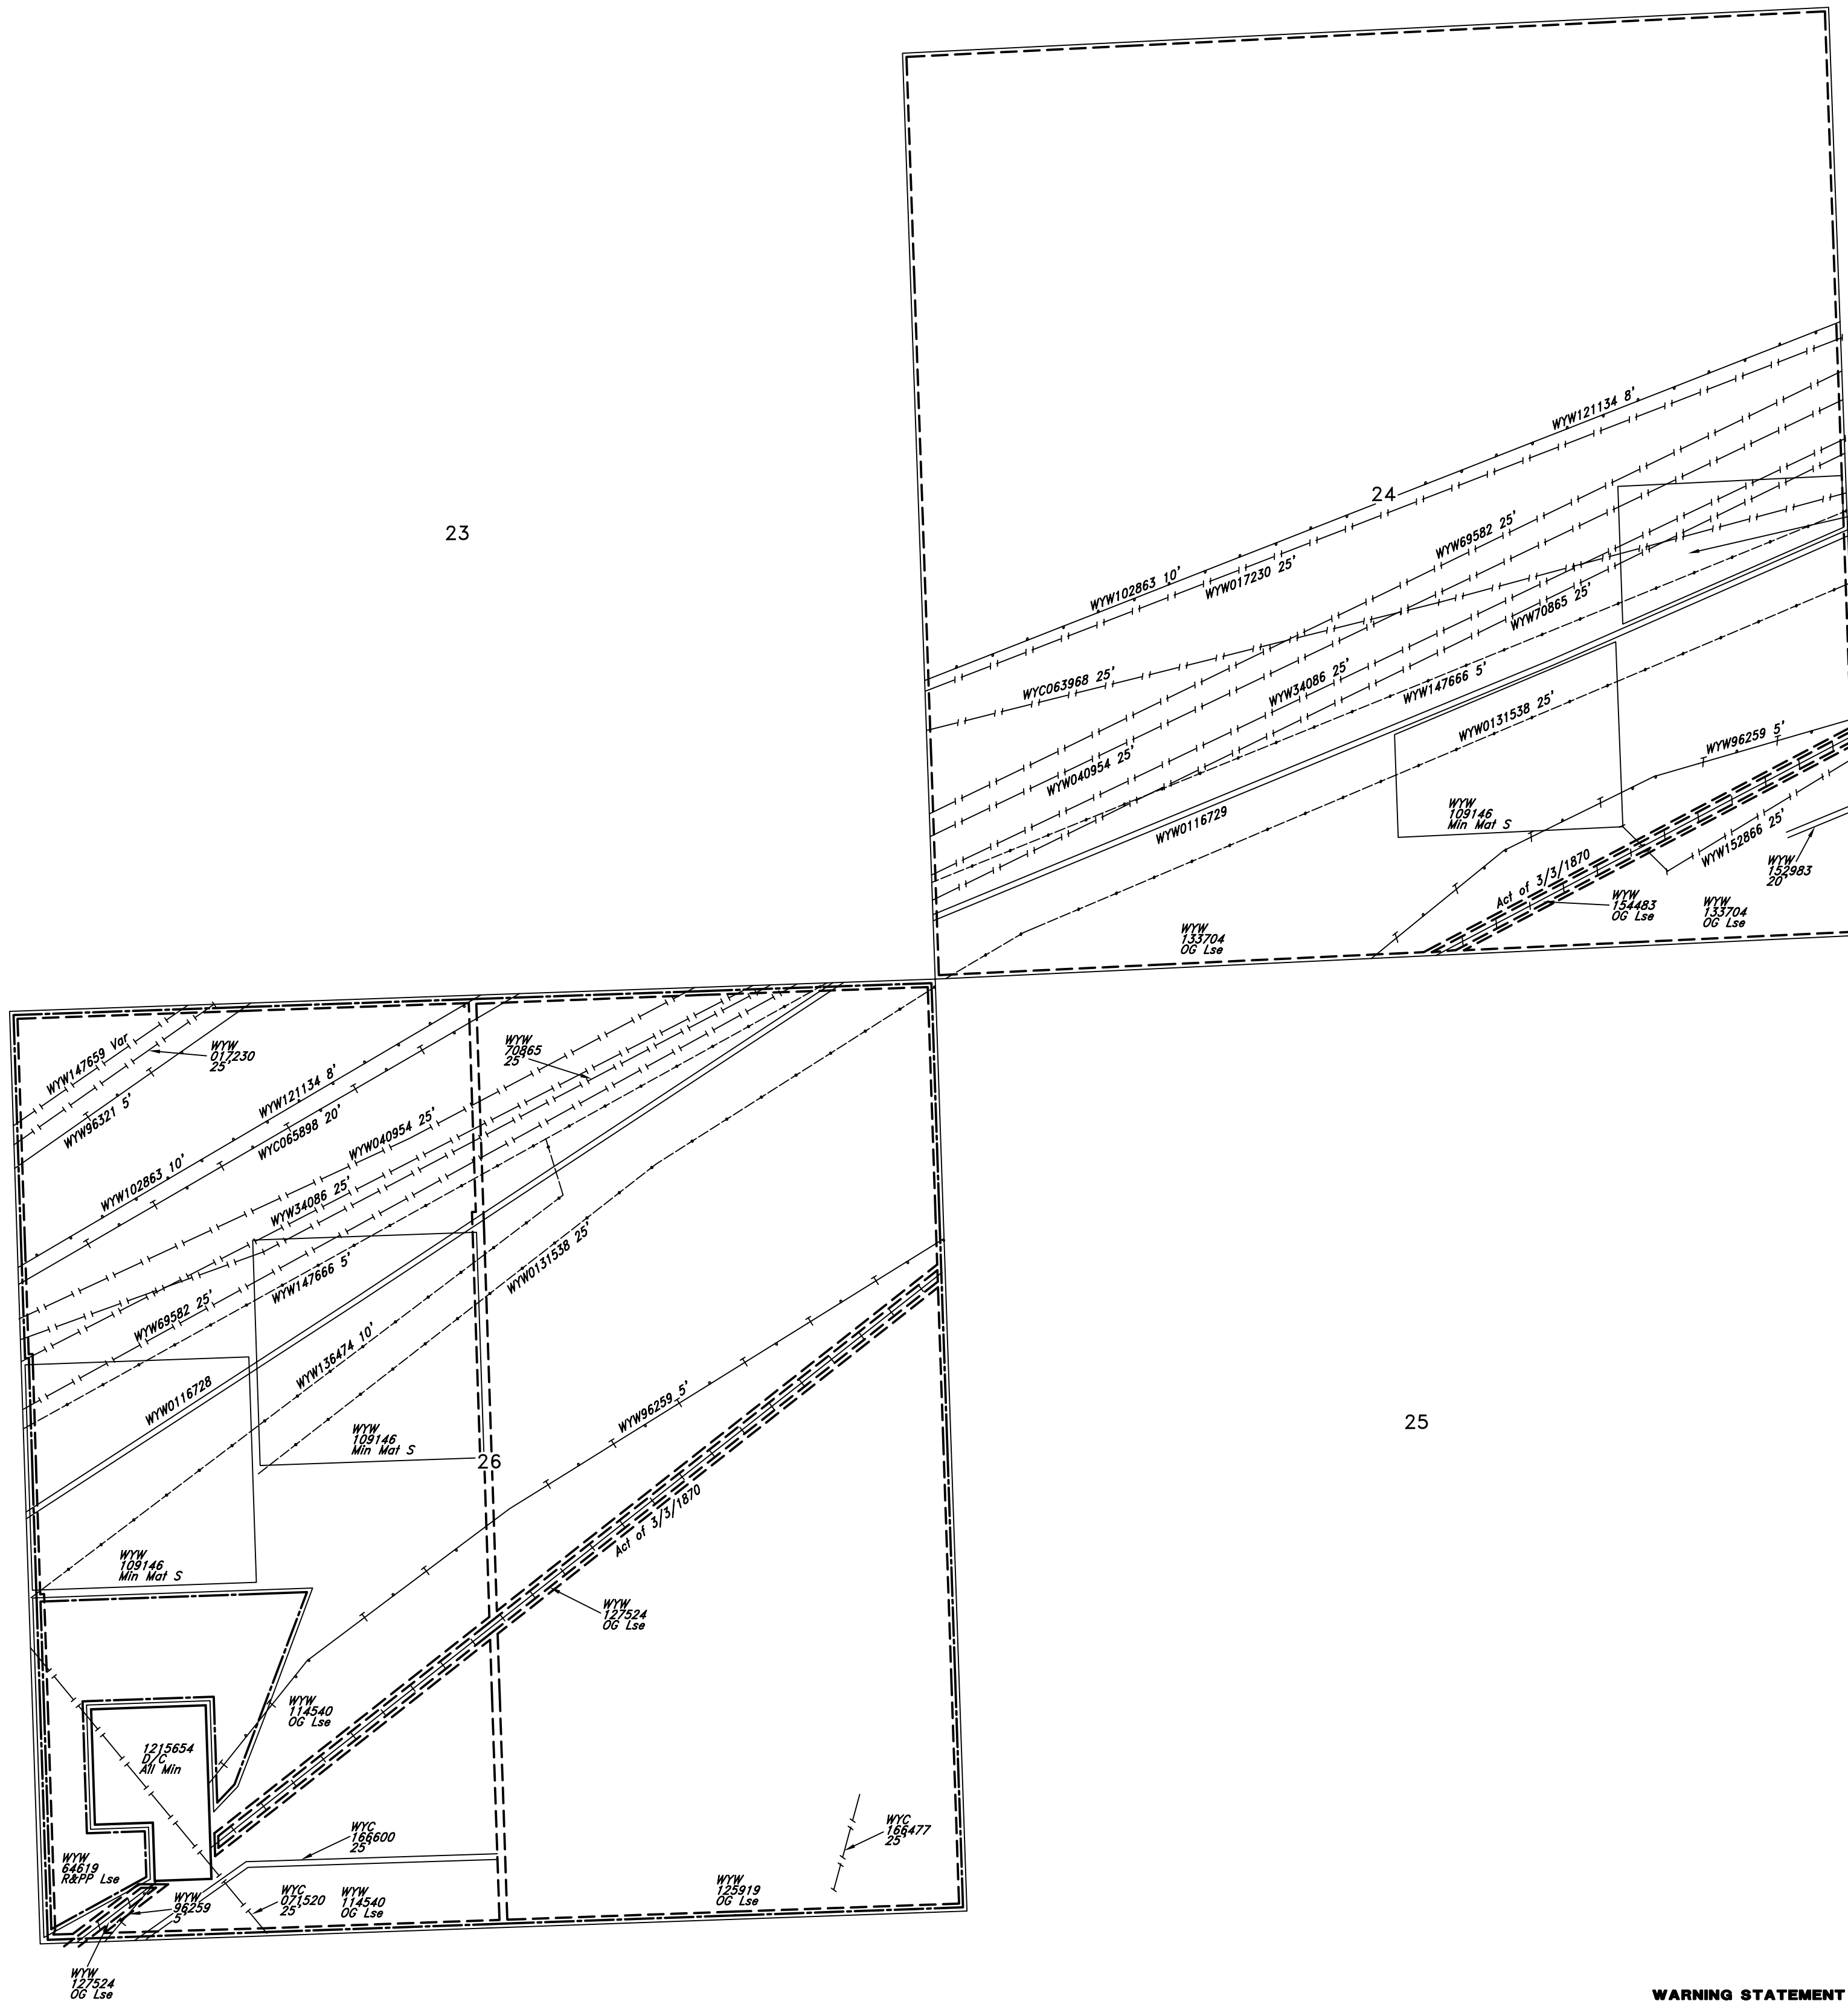 23
24
WYW121134 8'
WYW102863 10'
WYW017230 25'
WYW69582 25'
WYC063968 25'
WYW70865 25'
WYW34086 25'
WYW147666 5'
WYW040954 25'
WYW0131538 25'
WYW0116729
WYW96259 5'
WYW
109146
Min Mat S
WYW152866 25'
WYW
152983
20'
Act of 3/3/1870
WYW
154483
OG Lse
WYW
133704
OG Lse
WYW
133704
OG Lse
WYW147659 Var
WYW
017230
25'
WYW96321 5'
WYW
70865
25'
WYW121134 8'
WYC065898 20'
WYW040954 25'
WYW102863 10'
WYW34086 25'
WYW147666 5'
WYW0131538 25'
WYW69582 25'
WYW136474 10'
WYW0116728
WYW96259 5'
WYW
109146
Min Mat S
26
25
Act of 3/3/1870
WYW
109146
Min Mat S
WYW
127524
OG Lse
WYW
114540
OG Lse
1215654
D/C
All Min
WYC
166600
25'
WYC
166477
25'
WYW
64619
R&PP Lse
WYW
96259
5'
WYC
071520
25'
WYW
114540
OG Lse
WYW
125919
OG Lse
WYW
127524
OG Lse
WARNING STATEMENT